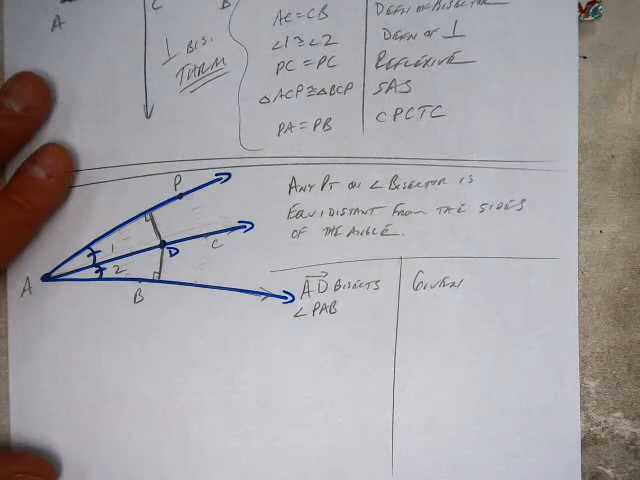 A
C
B
⊥ BIS.
THRM
AC = CB
∠1 ≅ ∠2
PC = PC
△ACP ≅ △BCP
PA = PB
DEFN OF BISECTOR
DEFN OF ⊥
REFLEXIVE
SAS
CPCTC
P
1
2
D
C
A
B
ANY PT ON ∠ BISECTOR IS
EQUIDISTANT FROM THE SIDES
OF THE ANGLE.
AD BISECTS
∠PAB
GIVEN